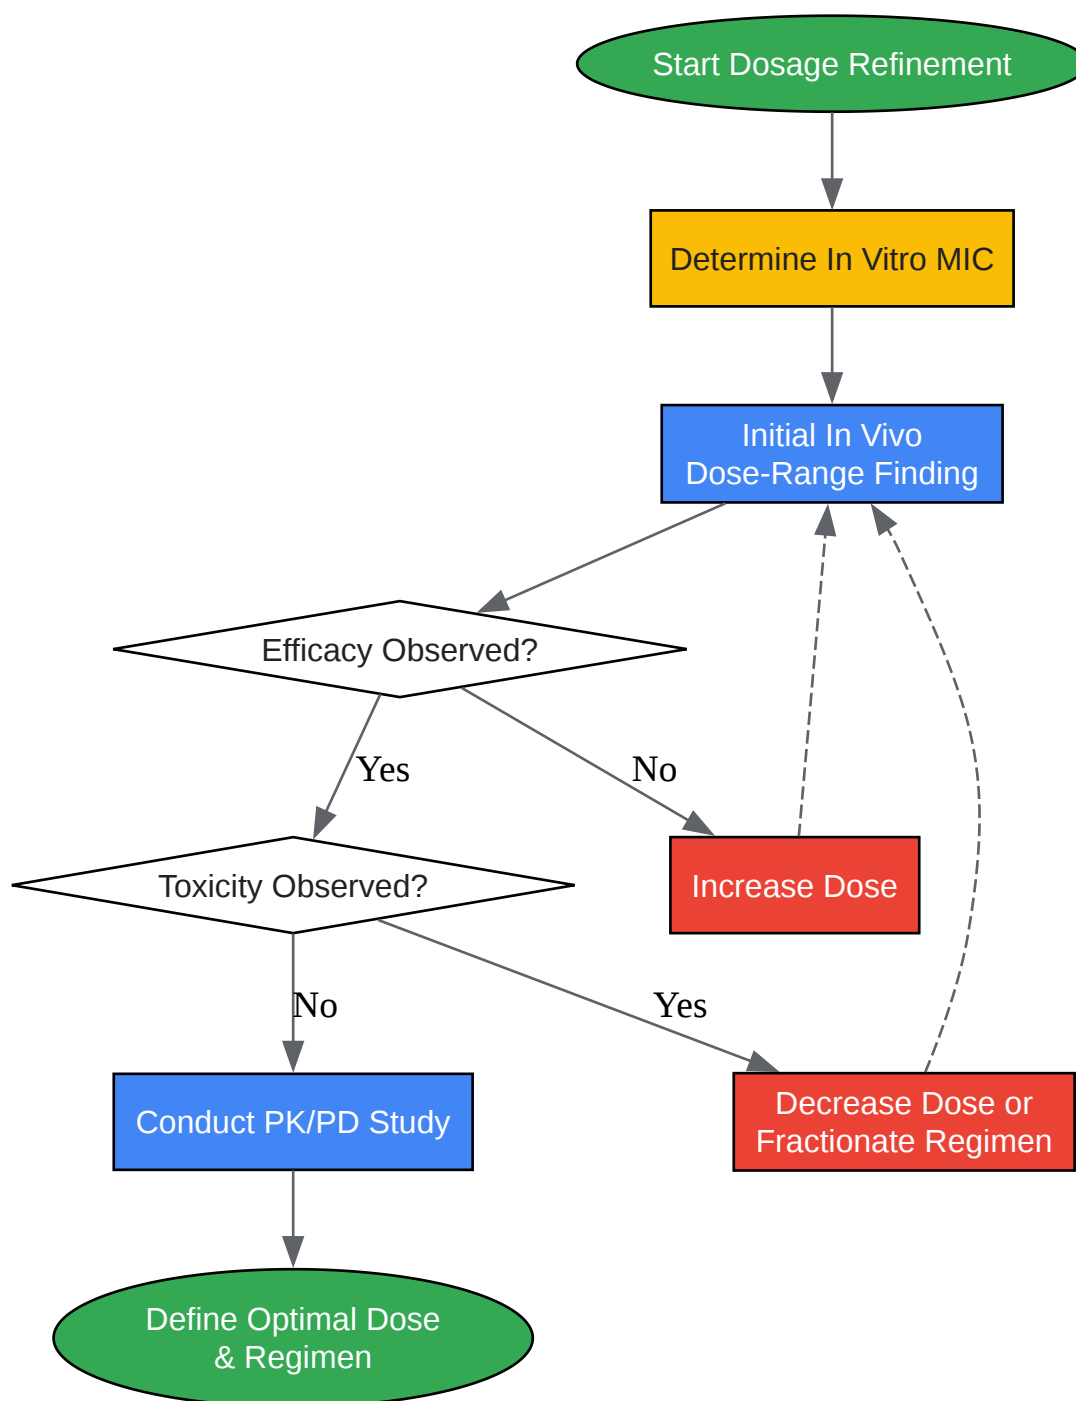 Start Dosage Refinement
Determine In Vitro MIC
Initial In Vivo
Dose-Range Finding
Efficacy Observed?
Yes
No
Toxicity Observed?
Increase Dose
No
Yes
Conduct PK/PD Study
Decrease Dose or
Fractionate Regimen
Define Optimal Dose
& Regimen